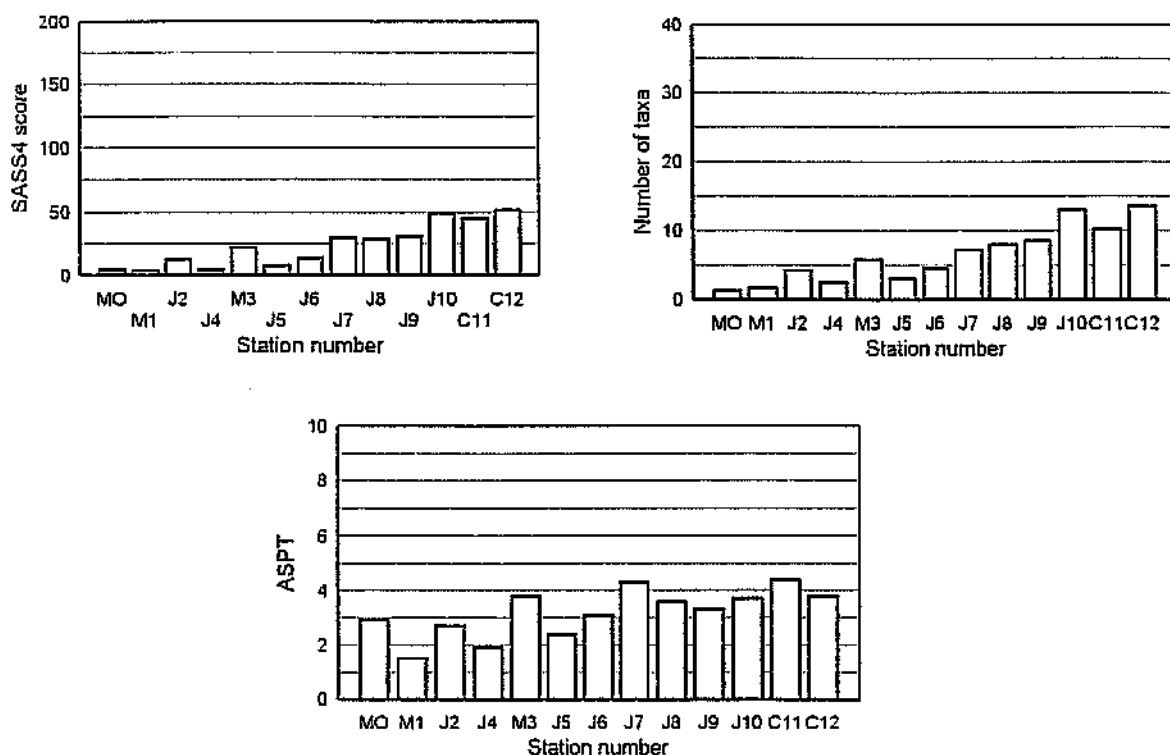 200
150
100
50
0
SASS4 score
MO J2 M3 J6 J8 J10 C12
M1 J4 J5 J7 J9 C11
Station number
40
30
20
10
0
Number of taxa
MO M1 J2 J4 M3 J5 J6 J7 J8 J9 J10 C11 C12
Station number
10
8
6
4
2
0
ASPT
MO M1 J2 J4 M3 J5 J6 J7 J8 J9 J10 C11 C12
Station number